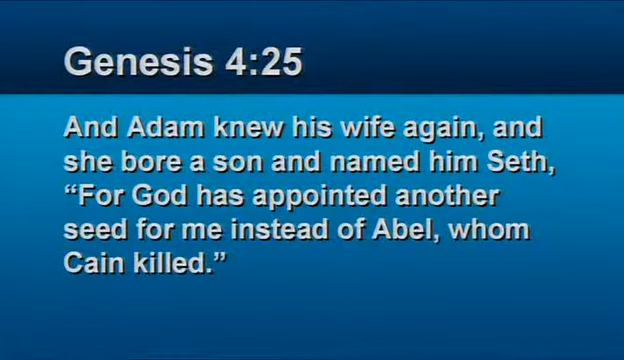 Genesis 4:25
And Adam knew his wife again, and
she bore a son and named him Seth,
“For God has appointed another
seed for me instead of Abel, whom
Cain killed.”